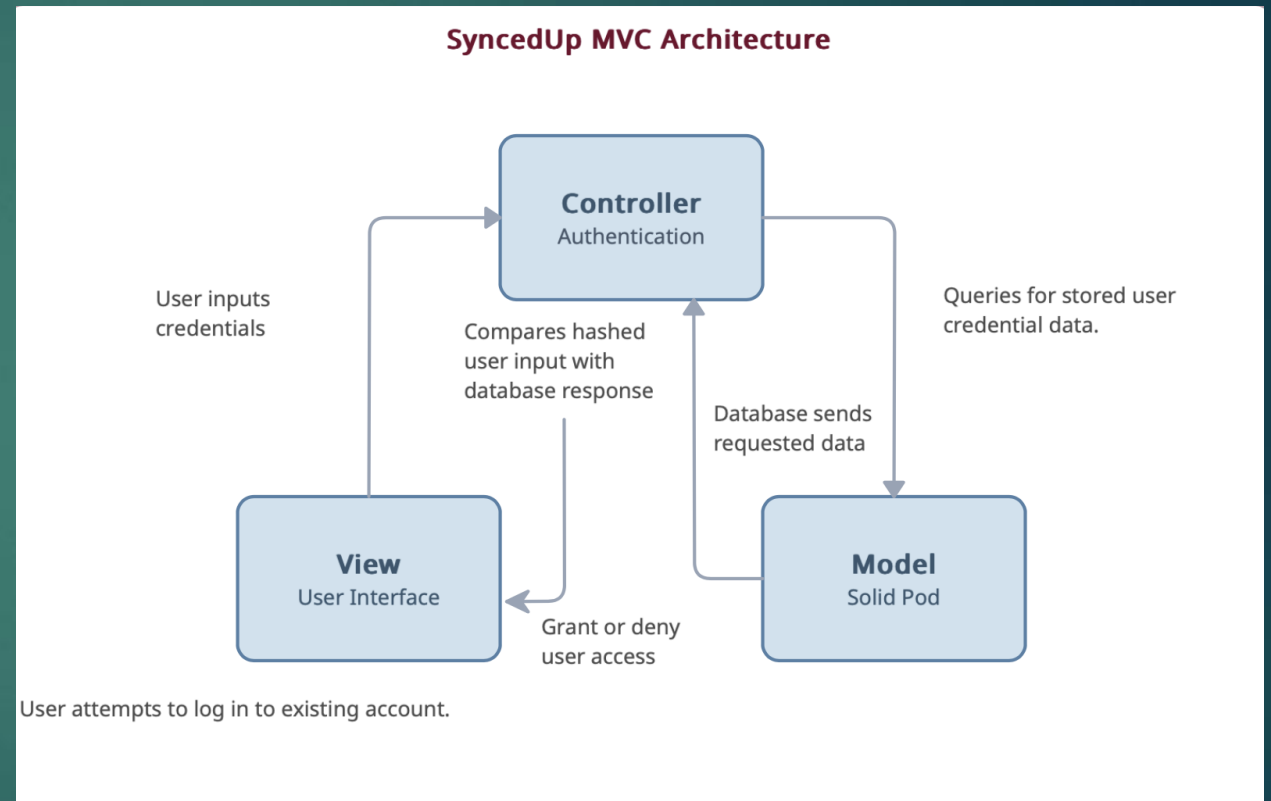 SyncedUp MVC Architecture
Controller
Authentication
User inputs
credentials
Compares hashed
user input with
database response
Queries for stored user
credential data.
Database sends
requested data
View
User Interface
Model
Solid Pod
Grant or deny
user access
User attempts to log in to existing account.